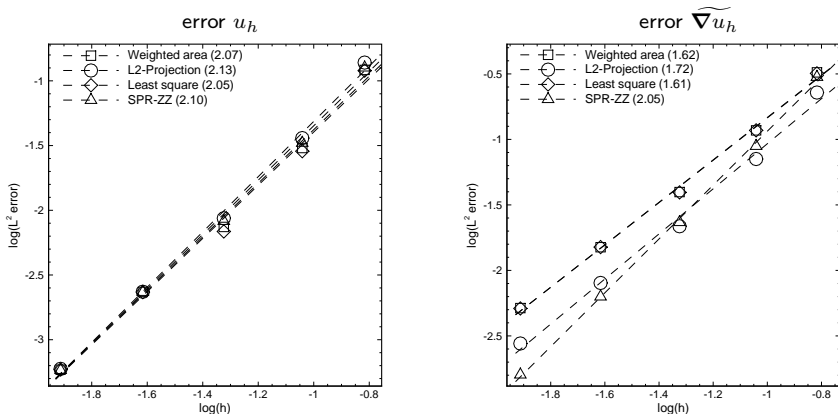 error u_h
Weighted area (2.07)
L2-Projection (2.13)
Least square (2.05)
SPR-ZZ (2.10)
log(L² error)
-1
-1.5
-2
-2.5
-3
-1.8 -1.6 -1.4 -1.2 -1 -0.8
log(h)
error \widetilde{∇u_h}
Weighted area (1.62)
L2-Projection (1.72)
Least square (1.61)
SPR-ZZ (2.05)
log(L² error)
-0.5
-1
-1.5
-2
-2.5
-1.8 -1.6 -1.4 -1.2 -1 -0.8
log(h)